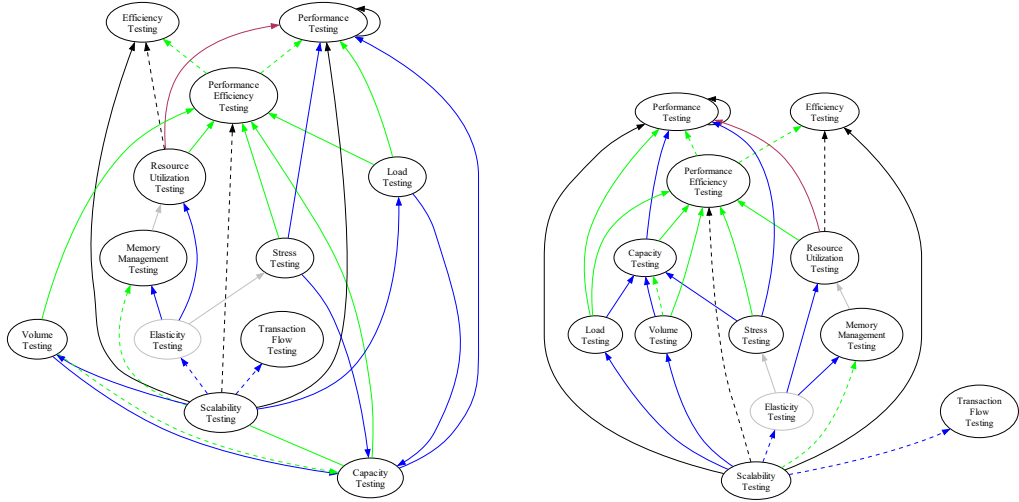 Efficiency
Testing
Performance
Testing
Performance
Efficiency
Testing
Resource
Utilization
Testing
Load
Testing
Memory
Management
Testing
Stress
Testing
Volume
Testing
Elasticity
Testing
Transaction
Flow
Testing
Scalability
Testing
Capacity
Testing
Performance
Testing
Efficiency
Testing
Performance
Efficiency
Testing
Capacity
Testing
Resource
Utilization
Testing
Load
Testing
Volume
Testing
Stress
Testing
Memory
Management
Testing
Elasticity
Testing
Transaction
Flow
Testing
Scalability
Testing